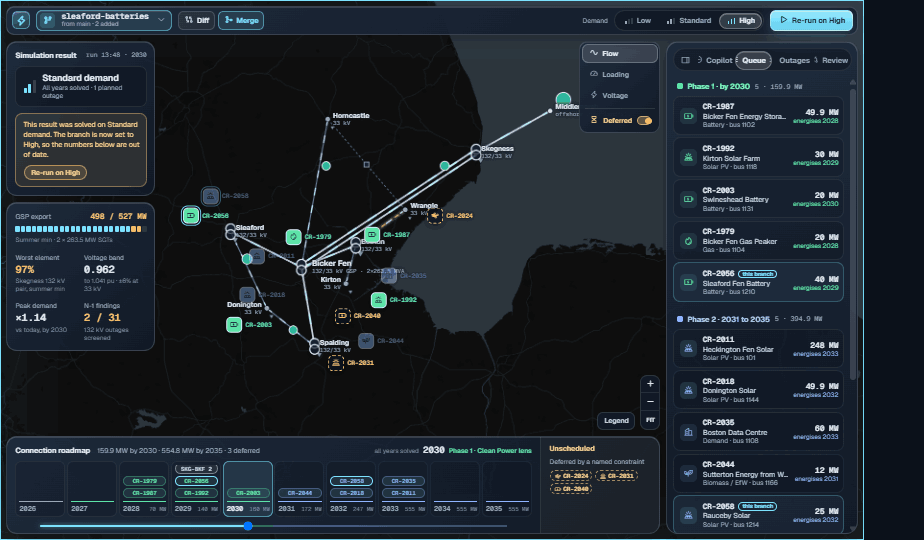 sleaford-batteries
from main · 2 added
Diff
Merge
Demand
Low
Standard
High
Re-run on High
Simulation result
run 13:48 · 2030
Standard demand
All years solved · 1 planned
outage
This result was solved on Standard
demand. The branch is now set to
High, so the numbers below are out
of date.
Re-run on High
GSP export
498 / 527 MW
Summer min · 2 × 263.5 MW SGTs
Worst element
Voltage band
97%
0.962
Skegness 132 kV
pair, summer min
to 1.041 pu · ±6% at
33 kV
Peak demand
N-1 findings
×1.14
2 / 31
vs today, by 2030
132 kV outages
screened
Flow
Loading
Voltage
Deferred
Horncastle
33 kV
Skegness
132/33 kV
Wrangle
33 kV
CR-2024
CR-2058
CR-2056
Sleaford
132/33 kV
CR-1979
CR-1987
CR-2011
Bicker Fen
132/33 kV GSP · 2×263.5 MVA
CR-2035
Kirton
33 kV
CR-2018
CR-1992
Donington
33 kV
CR-2003
CR-2040
CR-2044
Spalding
132/33 kV
CR-2031
+
−
FIT
Legend
Copilot
Queue
Outages
Review
Phase 1 · by 2030
5 · 159.9 MW
CR-1987
49.9 MW
Bicker Fen Energy Stora...
energises 2028
Battery · bus 1102
CR-1992
30 MW
Kirton Solar Farm
energises 2029
Solar PV · bus 1118
CR-2003
20 MW
Swineshead Battery
energises 2030
Battery · bus 1131
CR-1979
20 MW
Bicker Fen Gas Peaker
energises 2028
Gas · bus 1104
CR-2056
this branch
40 MW
Sleaford Fen Battery
energises 2029
Battery · bus 1210
Phase 2 · 2031 to 2035
5 · 394.9 MW
CR-2011
248 MW
Heckington Fen Solar
energises 2033
Solar PV · bus 101
CR-2018
49.9 MW
Donington Solar
energises 2032
Solar PV · bus 1144
CR-2035
60 MW
Boston Data Centre
energises 2033
Demand · bus 1108
CR-2044
12 MW
Sutterton Energy from W...
energises 2031
Biomass / EfW · bus 1166
CR-2058
this branch
25 MW
Rauceby Solar
energises 2032
Solar PV · bus 1214
Connection roadmap
159.9 MW by 2030 · 554.8 MW by 2035 · 3 deferred
all years solved
2030
Phase 1 · Clean Power lens
SKG-BKF 2
CR-1979
CR-2056
CR-2058
CR-2035
CR-1987
CR-1992
CR-2003
CR-2044
CR-2018
CR-2011
2026
2027
2028
70 MW
2029
140 MW
2030
160 MW
2031
172 MW
2032
247 MW
2033
555 MW
2034
555 MW
2035
555 MW
Unscheduled
Deferred by a named constraint
CR-2024
CR-2031
CR-2040